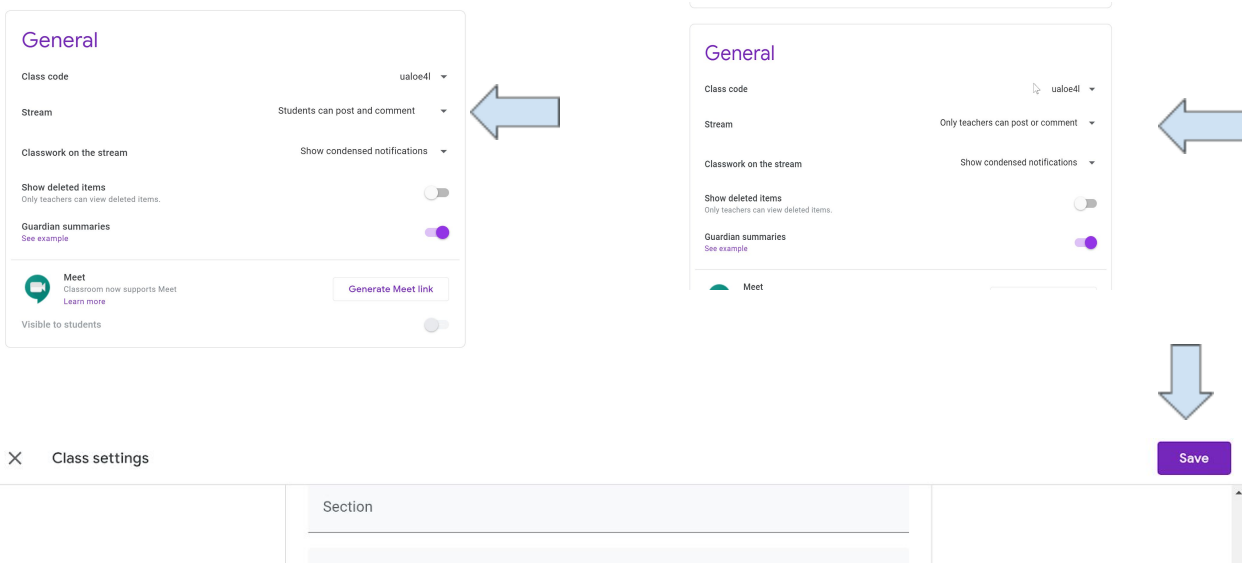 General
Class code ualoe4l
Stream Students can post and comment
Classwork on the stream Show condensed notifications
Show deleted items
Only teachers can view deleted items.
Guardian summaries
See example
Meet
Classroom now supports Meet
Learn more
Generate Meet link
Visible to students
General
Class code ualoe4l
Stream Only teachers can post or comment
Classwork on the stream Show condensed notifications
Show deleted items
Only teachers can view deleted items.
Guardian summaries
See example
Meet
Class settings Save
Section